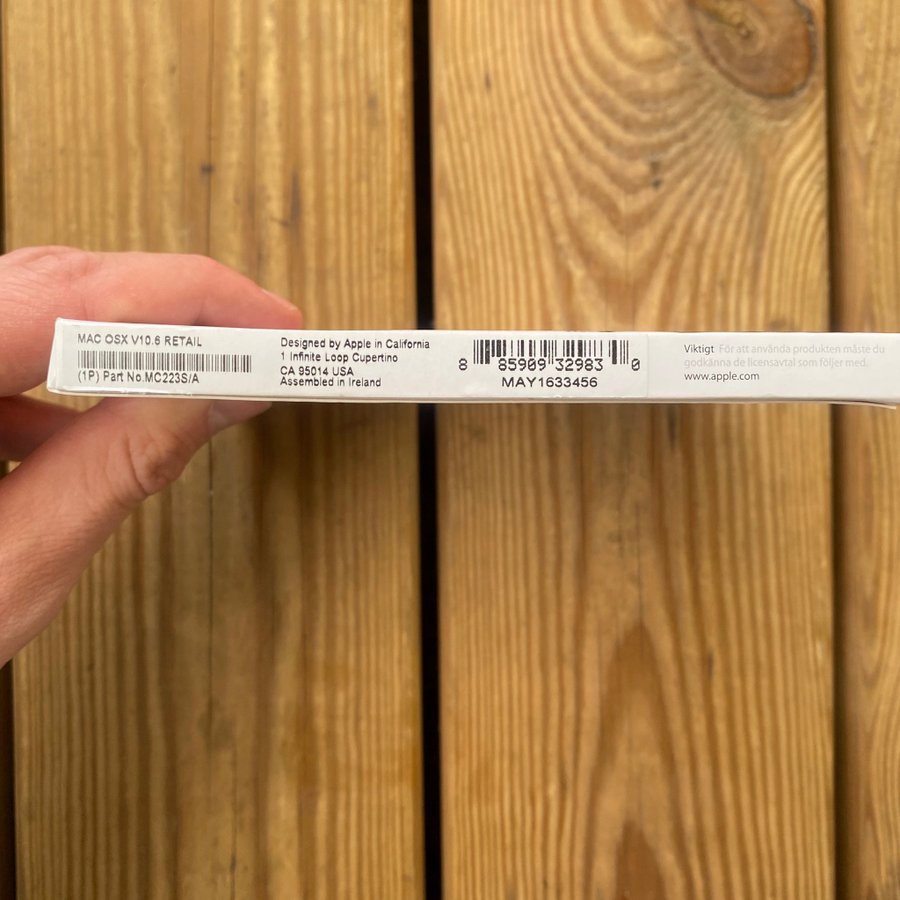 MAC OSX V10.6 RETAIL
(1P) Part No.MC223S/A
Designed by Apple in California
1 Infinite Loop Cupertino
CA 95014 USA
Assembled in Ireland
8 85909 32983 0
MAY1633456
Viktigt För att använda produkten måste du
godkänna de licensavtal som följer med.
www.apple.com